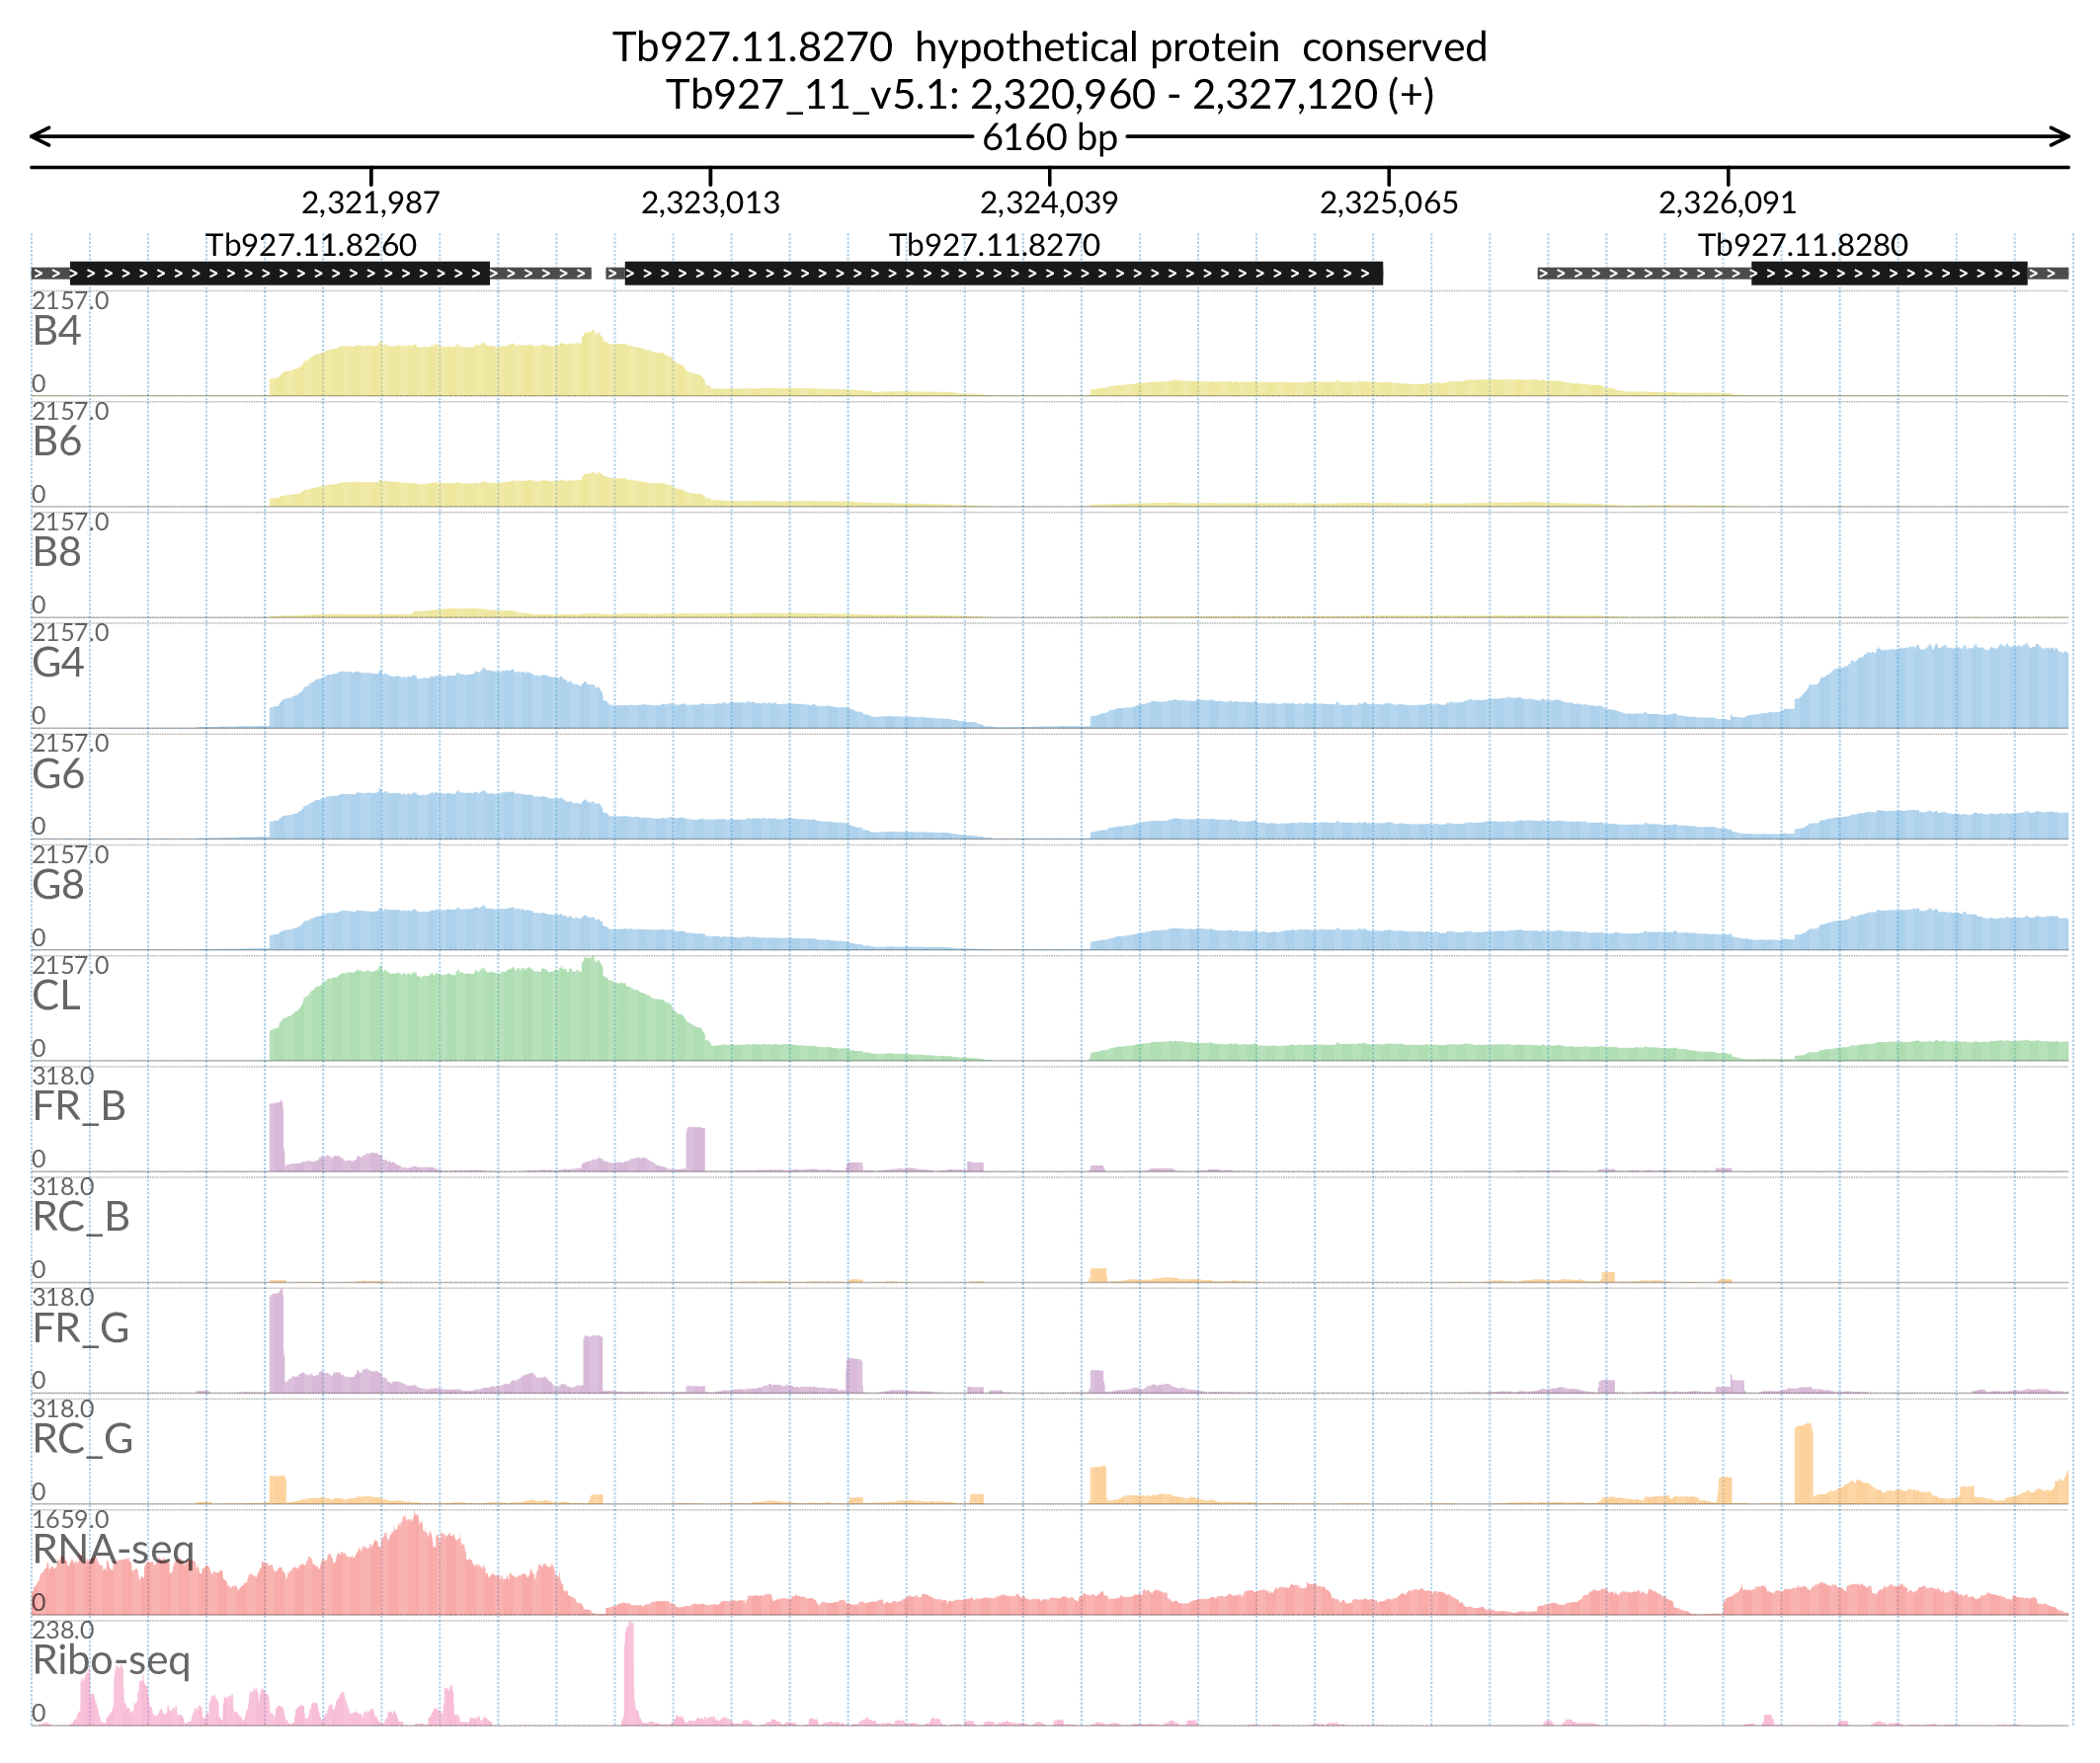 Tb927.11.8270  hypothetical protein  conserved
Tb927_11_v5.1: 2,320,960 - 2,327,120 (+)
6160 bp
2,321,987 2,323,013 2,324,039 2,325,065 2,326,091
Tb927.11.8260 Tb927.11.8270 Tb927.11.8280
2157.0
B4
0
2157.0
B6
0
2157.0
B8
0
2157.0
G4
0
2157.0
G6
0
2157.0
G8
0
2157.0
CL
0
318.0
FR_B
0
318.0
RC_B
0
318.0
FR_G
0
318.0
RC_G
0
1659.0
RNA-seq
0
238.0
Ribo-seq
0